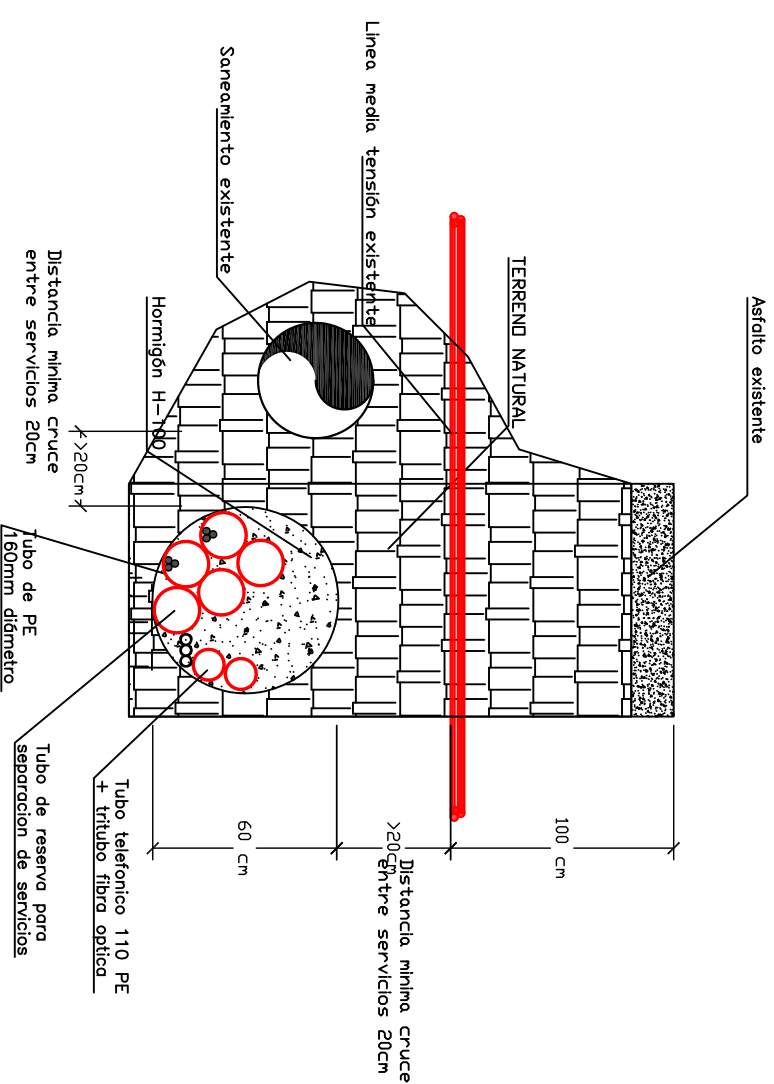 Asfalto existente
TERRENO NATURAL
Linea media tensión existente
Saneamiento existente
Hormigón H-100
Distancia minima cruce
entre servicios 20cm
>20cm
Tubo de PE
160mm diámetro
Tubo de reserva para
separacion de servicios
Tubo telefonico 110 PE
+ tritubo fibra optica
100 cm
>20cm
60 cm
Distancia minima cruce
entre servicios 20cm